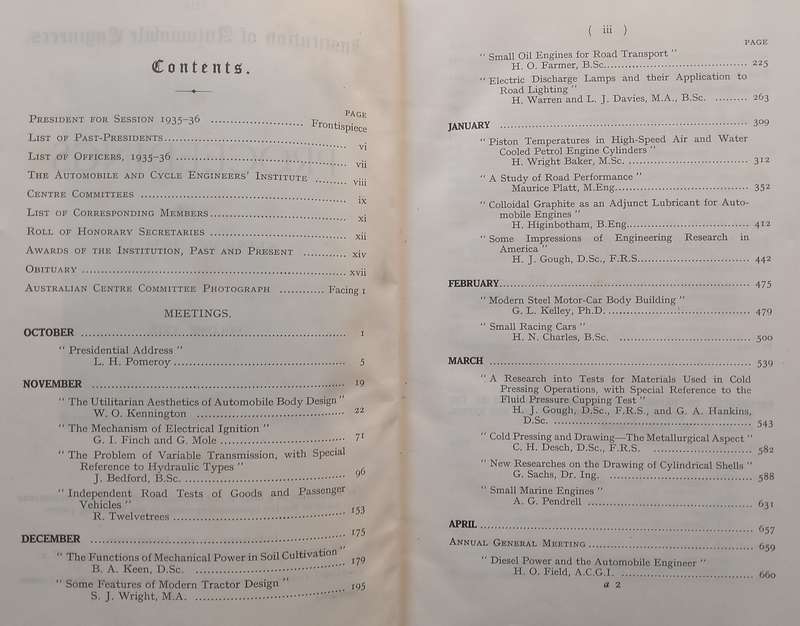 Contents.
PAGE
PRESIDENT FOR SESSION 1935-36 ........................ Frontispiece
LIST OF PAST-PRESIDENTS ........................ vi
LIST OF OFFICERS, 1935-36 ........................ vii
THE AUTOMOBILE AND CYCLE ENGINEERS' INSTITUTE ......... viii
CENTRE COMMITTEES ........................ ix
LIST OF CORRESPONDING MEMBERS ........................ xi
ROLL OF HONORARY SECRETARIES ........................ xii
AWARDS OF THE INSTITUTION, PAST AND PRESENT ............ xiv
OBITUARY ........................ xvii
AUSTRALIAN CENTRE COMMITTEE PHOTOGRAPH ............ Facing 1
MEETINGS.
OCTOBER ........................ 1
" Presidential Address "
L. H. Pomeroy ........................ 5
NOVEMBER ........................ 19
" The Utilitarian Aesthetics of Automobile Body Design "
W. O. Kennington ........................ 22
" The Mechanism of Electrical Ignition "
G. I. Finch and G. Mole ........................ 71
" The Problem of Variable Transmission, with Special
Reference to Hydraulic Types "
J. Bedford, B.Sc. ........................ 96
" Independent Road Tests of Goods and Passenger
Vehicles "
R. Twelvetrees ........................ 153
DECEMBER ........................ 175
" The Functions of Mechanical Power in Soil Cultivation "
B. A. Keen, D.Sc. ........................ 179
" Some Features of Modern Tractor Design "
S. J. Wright, M.A. ........................ 195
( iii )
PAGE
" Small Oil Engines for Road Transport "
H. O. Farmer, B.Sc. ........................ 225
" Electric Discharge Lamps and their Application to
Road Lighting "
H. Warren and L. J. Davies, M.A., B.Sc. .......... 263
JANUARY ........................ 309
" Piston Temperatures in High-Speed Air and Water
Cooled Petrol Engine Cylinders "
H. Wright Baker, M.Sc. ........................ 312
" A Study of Road Performance "
Maurice Platt, M.Eng. ........................ 352
" Colloidal Graphite as an Adjunct Lubricant for Auto-
mobile Engines "
H. Higinbotham, B.Eng. ........................ 412
" Some Impressions of Engineering Research in
America "
H. J. Gough, D.Sc., F.R.S. ........................ 442
FEBRUARY ........................ 475
" Modern Steel Motor-Car Body Building "
G. L. Kelley, Ph.D. ........................ 479
" Small Racing Cars "
H. N. Charles, B.Sc. ........................ 500
MARCH ........................ 539
" A Research into Tests for Materials Used in Cold
Pressing Operations, with Special Reference to the
Fluid Pressure Cupping Test "
H. J. Gough, D.Sc., F.R.S., and G. A. Hankins,
D.Sc. ........................ 543
" Cold Pressing and Drawing—The Metallurgical Aspect "
C. H. Desch, D.Sc., F.R.S. ........................ 582
" New Researches on the Drawing of Cylindrical Shells "
G. Sachs, Dr. Ing. ........................ 588
" Small Marine Engines "
A. G. Pendrell ........................ 631
APRIL ........................ 657
ANNUAL GENERAL MEETING ........................ 659
" Diesel Power and the Automobile Engineer "
H. O. Field, A.C.G.I. ........................ 660
a 2